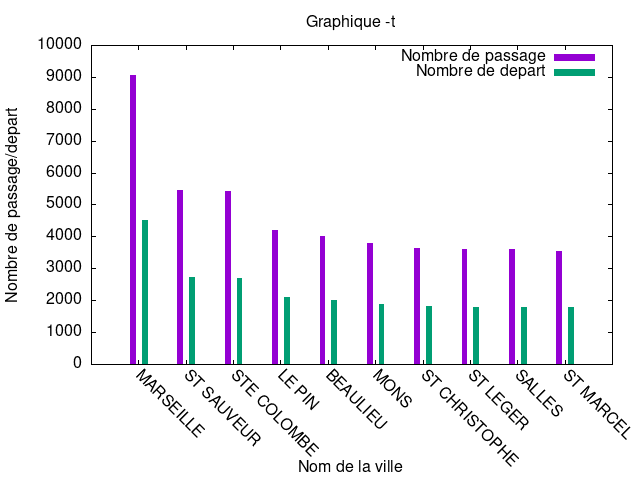 Graphique -t
Nombre de passage
Nombre de depart
Nombre de passage/depart
10000
9000
8000
7000
6000
5000
4000
3000
2000
1000
0
MARSEILLE
ST SAUVEUR
STE COLOMBE
LE PIN
BEAULIEU
MONS
ST CHRISTOPHE
ST LEGER
SALLES
ST MARCEL
Nom de la ville